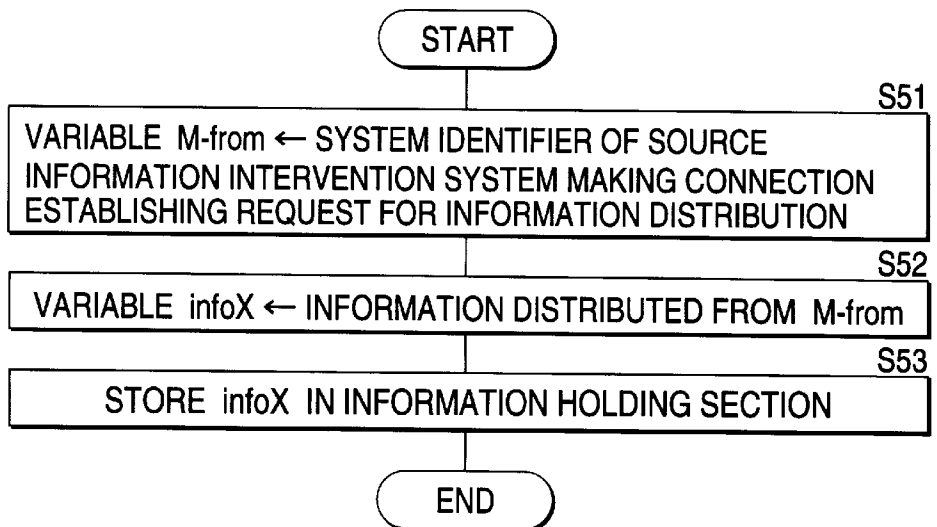 START
S51
VARIABLE M-from ← SYSTEM IDENTIFIER OF SOURCE
INFORMATION INTERVENTION SYSTEM MAKING CONNECTION
ESTABLISHING REQUEST FOR INFORMATION DISTRIBUTION
S52
VARIABLE infoX ← INFORMATION DISTRIBUTED FROM M-from
S53
STORE infoX IN INFORMATION HOLDING SECTION
END